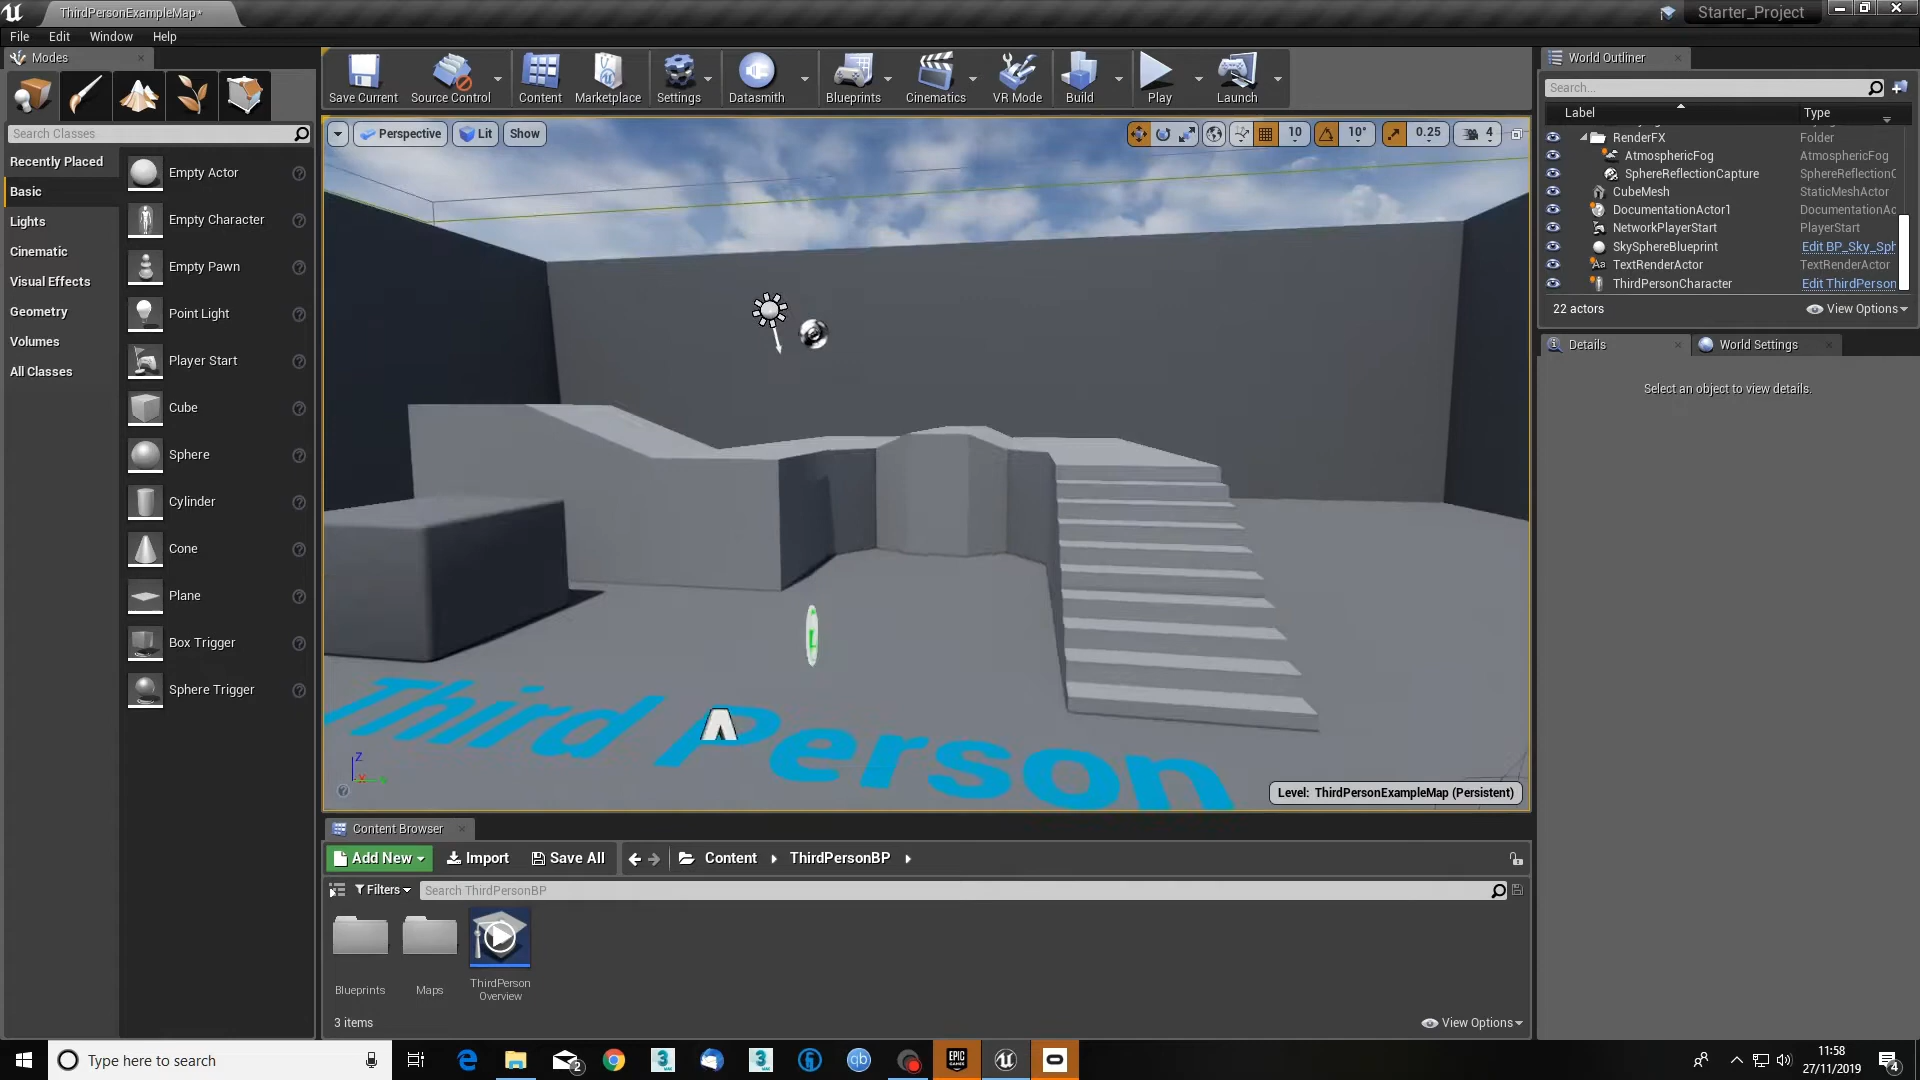 ThirdPersonExampleMap*
Starter_Project
File Edit Window Help
Modes
Search Classes
Recently Placed
Basic
Lights
Cinematic
Visual Effects
Geometry
Volumes
All Classes
Empty Actor
Empty Character
Empty Pawn
Point Light
Player Start
Cube
Sphere
Cylinder
Cone
Plane
Box Trigger
Sphere Trigger
Save Current Source Control Content Marketplace Settings Datasmith Blueprints Cinematics VR Mode Build Play Launch
Perspective Lit Show 10 10° 0.25 4
Third Person
Z
Level: ThirdPersonExampleMap (Persistent)
Content Browser
Add New Import Save All Content ThirdPersonBP
Filters Search ThirdPersonBP
Blueprints Maps ThirdPerson
Overview
3 items View Options
World Outliner
Search...
Label Type
RenderFX Folder
AtmosphericFog AtmosphericFog
SphereReflectionCapture SphereReflectionC
CubeMesh StaticMeshActor
DocumentationActor1 DocumentationAc
NetworkPlayerStart PlayerStart
SkySphereBlueprint Edit BP_Sky_Sph
TextRenderActor TextRenderActor
ThirdPersonCharacter Edit ThirdPerson
22 actors View Options
Details World Settings
Select an object to view details.
Type here to search
2
EPIC
GAMES
qb
11:58
27/11/2019
4